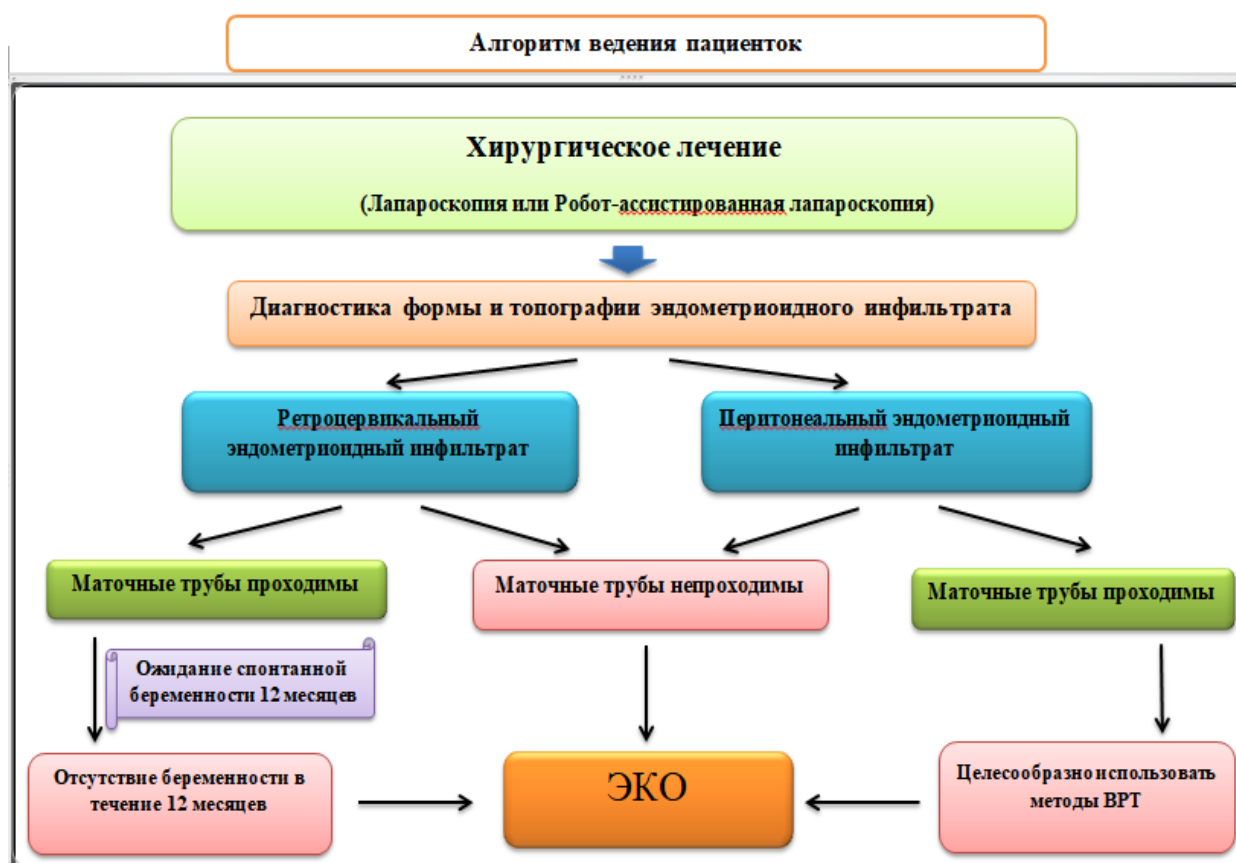 Алгоритм ведения пациенток
Хирургическое лечение
(Лапароскопия или Робот-ассистированная лапароскопия)
Диагностика формы и топографии эндометриоидного инфильтрата
Ретроцервикальный
эндометриоидный инфильтрат
Перитонеальный эндометриоидный
инфильтрат
Маточные трубы проходимы
Маточные трубы непроходимы
Маточные трубы проходимы
Ожидание спонтанной
беременности 12 месяцев
Отсутствие беременности в
течение 12 месяцев
ЭКО
Целесообразно использовать
методы ВРТ